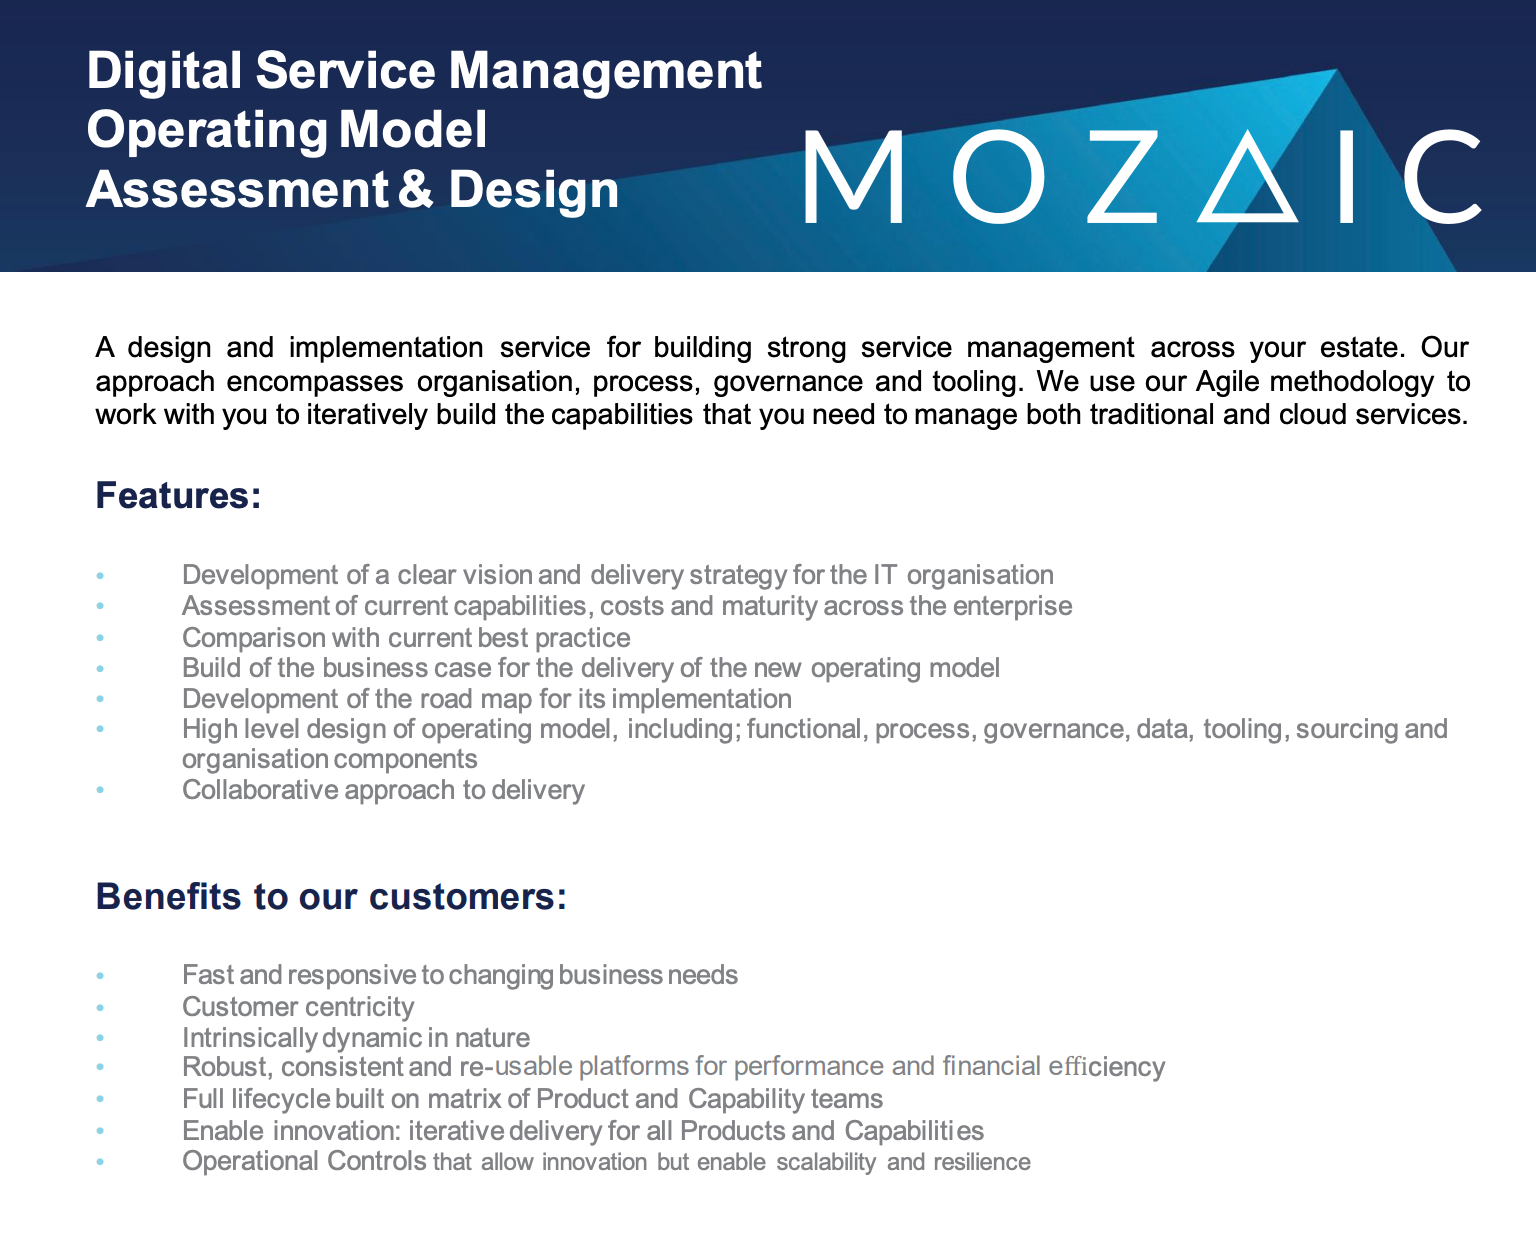 Digital Service Management
Operating Model
Assessment & Design
MOZAIC
A design and implementation service for building strong service management across your estate. Our
approach encompasses organisation, process, governance and tooling. We use our Agile methodology to
work with you to iteratively build the capabilities that you need to manage both traditional and cloud services.
Features:
• Development of a clear vision and delivery strategy for the IT organisation
• Assessment of current capabilities, costs and maturity across the enterprise
• Comparison with current best practice
• Build of the business case for the delivery of the new operating model
• Development of the road map for its implementation
• High level design of operating model, including; functional, process, governance, data, tooling, sourcing and
organisation components
• Collaborative approach to delivery
Benefits to our customers:
• Fast and responsive to changing business needs
• Customer centricity
• Intrinsically dynamic in nature
• Robust, consistent and re-usable platforms for performance and financial efficiency
• Full lifecycle built on matrix of Product and Capability teams
• Enable innovation: iterative delivery for all Products and Capabilities
• Operational Controls that allow innovation but enable scalability and resilience